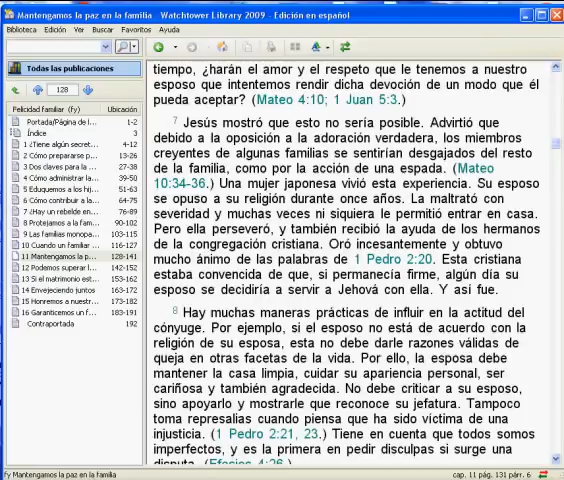 Mantengamos la paz en la familia - Watchtower Library 2009 - Edición en español
Biblioteca Edición Ver Buscar Favoritos Ayuda
Todas las publicaciones
128
Felicidad familiar (fy) Ubicación
Portada/Página de l... 1-2
Índice 3
1 ¿Tiene algún secret... 4-12
2 Cómo prepararse p... 13-26
3 Dos claves para la ... 27-38
4 Cómo administrar la... 39-50
5 Eduquemos a los hij... 51-63
6 Cómo contribuir a la... 64-75
7 ¿Hay un rebelde en... 76-89
8 Protejamos a la fam... 90-102
9 Las familias monopa... 103-115
10 Cuando un familiar ... 116-127
11 Mantengamos la p... 128-141
12 Podemos superar l... 142-152
13 Si el matrimonio est... 153-162
14 Envejeciendo juntos 163-172
15 Honremos a nuestr... 173-182
16 Garanticemos un f... 183-191
Contraportada 192
tiempo, ¿harán el amor y el respeto que le tenemos a nuestro
esposo que intentemos rendir dicha devoción de un modo que él
pueda aceptar? (Mateo 4:10; 1 Juan 5:3.)
7 Jesús mostró que esto no sería posible. Advirtió que
debido a la oposición a la adoración verdadera, los miembros
creyentes de algunas familias se sentirían desgajados del resto
de la familia, como por la acción de una espada. (Mateo
10:34-36.) Una mujer japonesa vivió esta experiencia. Su esposo
se opuso a su religión durante once años. La maltrató con
severidad y muchas veces ni siquiera le permitió entrar en casa.
Pero ella perseveró, y también recibió la ayuda de los hermanos
de la congregación cristiana. Oró incesantemente y obtuvo
mucho ánimo de las palabras de 1 Pedro 2:20. Esta cristiana
estaba convencida de que, si permanecía firme, algún día su
esposo se decidiría a servir a Jehová con ella. Y así fue.
8 Hay muchas maneras prácticas de influir en la actitud del
cónyuge. Por ejemplo, si el esposo no está de acuerdo con la
religión de su esposa, esta no debe darle razones válidas de
queja en otras facetas de la vida. Por ello, la esposa debe
mantener la casa limpia, cuidar su apariencia personal, ser
cariñosa y también agradecida. No debe criticar a su esposo,
sino apoyarlo y mostrarle que reconoce su jefatura. Tampoco
toma represalias cuando piensa que ha sido víctima de una
injusticia. (1 Pedro 2:21, 23.) Tiene en cuenta que todos somos
imperfectos, y es la primera en pedir disculpas si surge una
disputa. (Efesios 4:26.)
fy Mantengamos la paz en la familia cap. 11 pág. 131 párr. 6